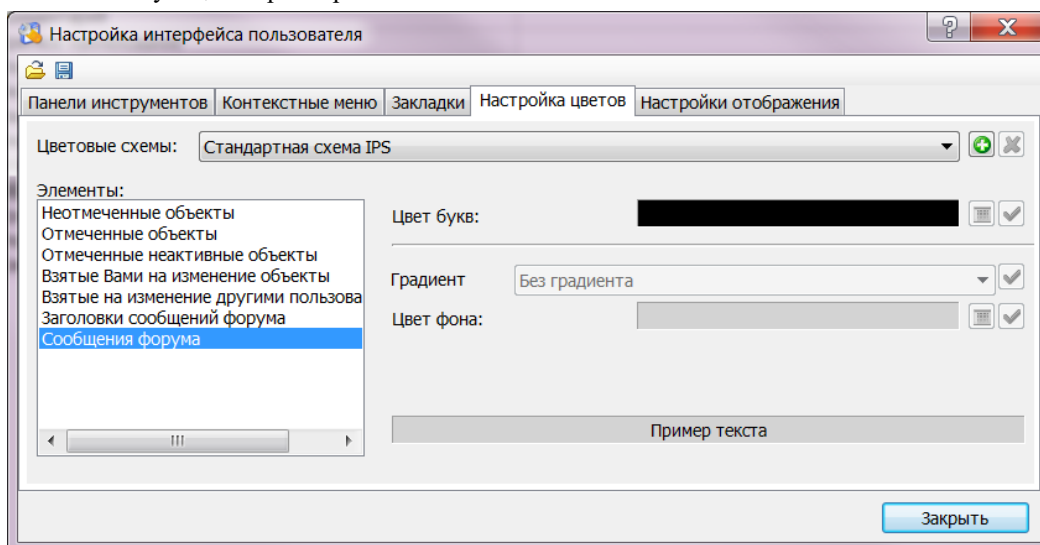 Настройка интерфейса пользователя
Панели инструментов Контекстные меню Закладки Настройка цветов Настройки отображения
Цветовые схемы: Стандартная схема IPS
Элементы:
Неотмеченные объекты
Отмеченные объекты
Отмеченные неактивные объекты
Взятые Вами на изменение объекты
Взятые на изменение другими пользова
Заголовки сообщений форума
Сообщения форума
Цвет букв:
Градиент Без градиента
Цвет фона:
Пример текста
Закрыть